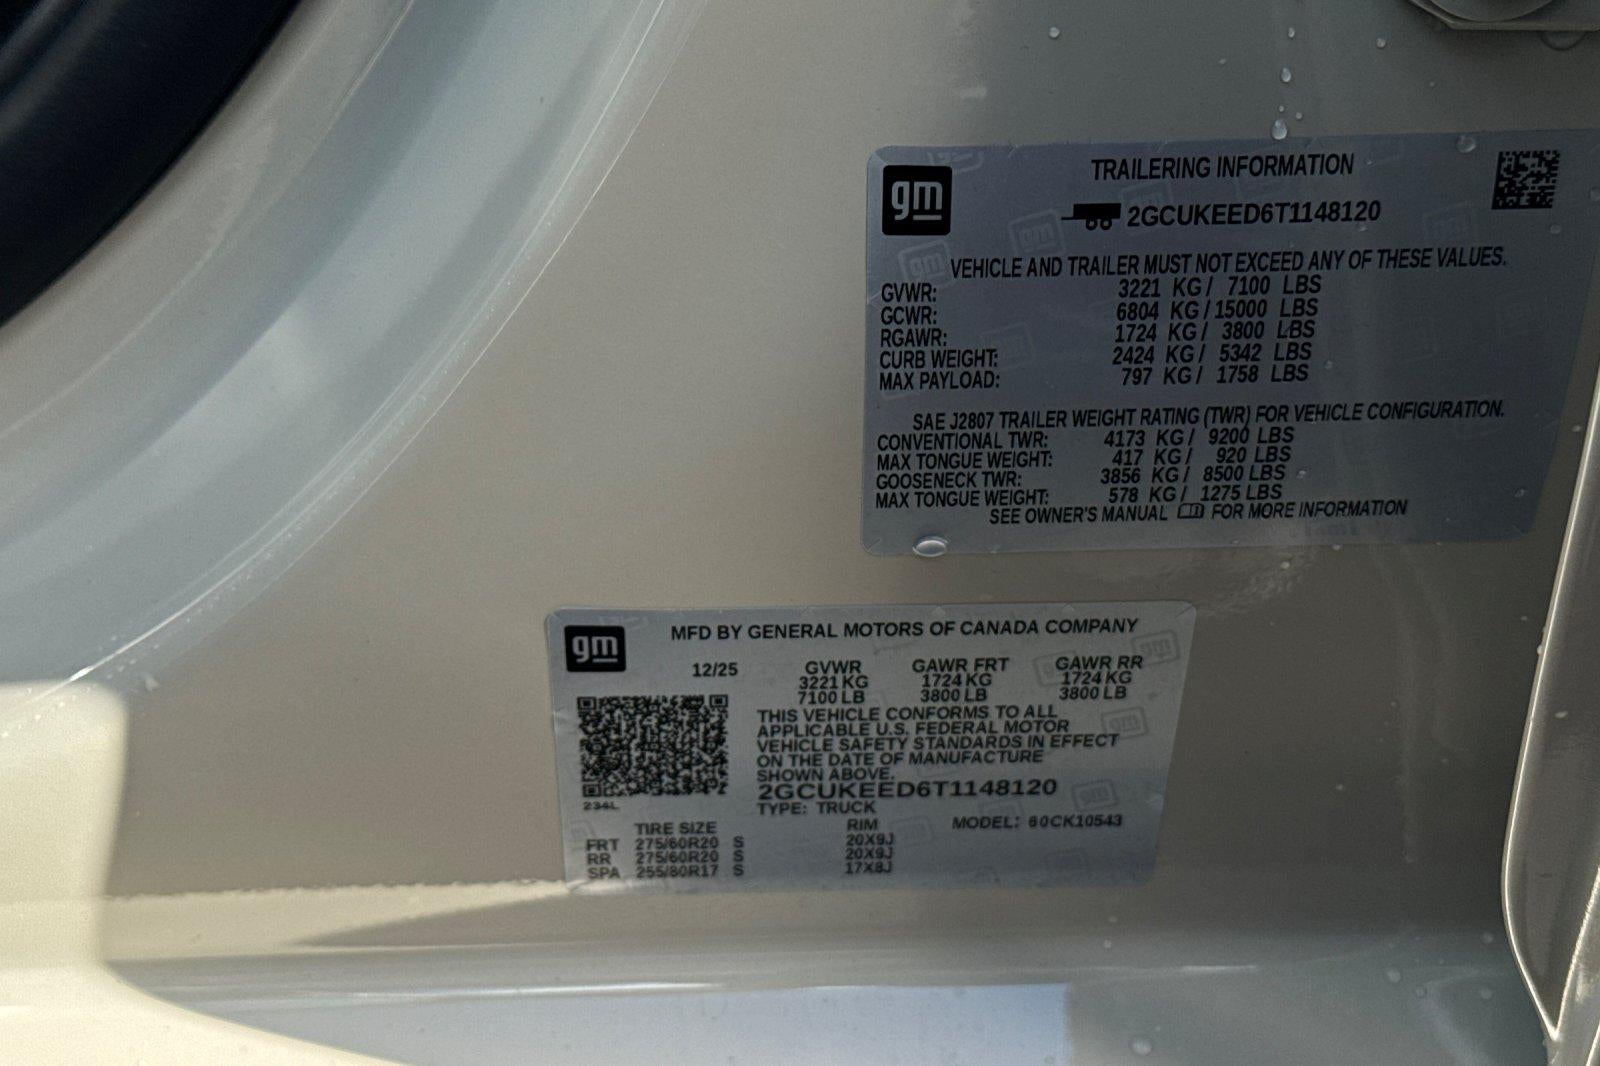 gm
TRAILERING INFORMATION
2GCUKEED6T1148120
VEHICLE AND TRAILER MUST NOT EXCEED ANY OF THESE VALUES.
GVWR: 3221 KG / 7100 LBS
GCWR: 6804 KG / 15000 LBS
RGAWR: 1724 KG / 3800 LBS
CURB WEIGHT: 2424 KG / 5342 LBS
MAX PAYLOAD: 797 KG / 1758 LBS
SAE J2807 TRAILER WEIGHT RATING (TWR) FOR VEHICLE CONFIGURATION.
CONVENTIONAL TWR: 4173 KG / 9200 LBS
MAX TONGUE WEIGHT: 417 KG / 920 LBS
GOOSENECK TWR: 3856 KG / 8500 LBS
MAX TONGUE WEIGHT: 578 KG / 1275 LBS
SEE OWNER'S MANUAL FOR MORE INFORMATION
gm
MFD BY GENERAL MOTORS OF CANADA COMPANY
12/25 GVWR GAWR FRT GAWR RR
3221 KG 1724 KG 1724 KG
7100 LB 3800 LB 3800 LB
THIS VEHICLE CONFORMS TO ALL
APPLICABLE U.S. FEDERAL MOTOR
VEHICLE SAFETY STANDARDS IN EFFECT
ON THE DATE OF MANUFACTURE
SHOWN ABOVE.
2GCUKEED6T1148120
234L
TYPE: TRUCK
MODEL: 60CK10543
TIRE SIZE RIM
FRT 275/60R20 S 20X9J
RR 275/60R20 S 20X9J
SPA 255/80R17 S 17X8J